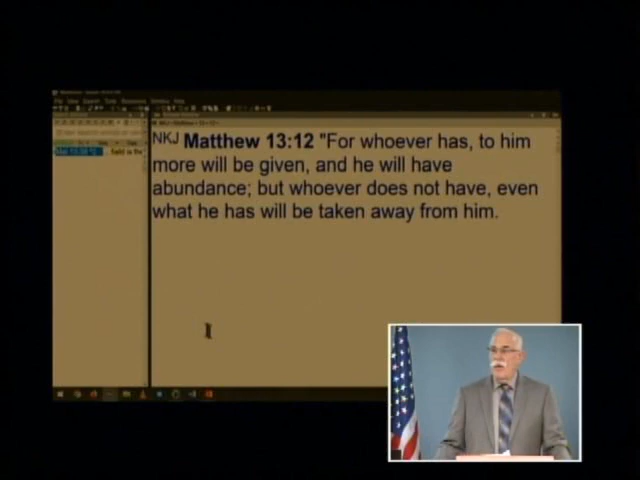 NKJ Matthew 13:12 "For whoever has, to him
more will be given, and he will have
abundance; but whoever does not have, even
what he has will be taken away from him.